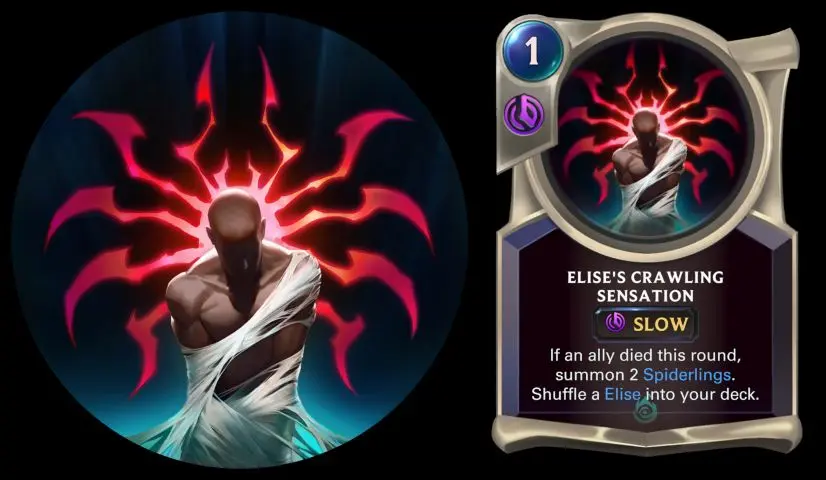 1
ELISE'S CRAWLING
SENSATION
SLOW
If an ally died this round,
summon 2 Spiderlings.
Shuffle a Elise into your deck.